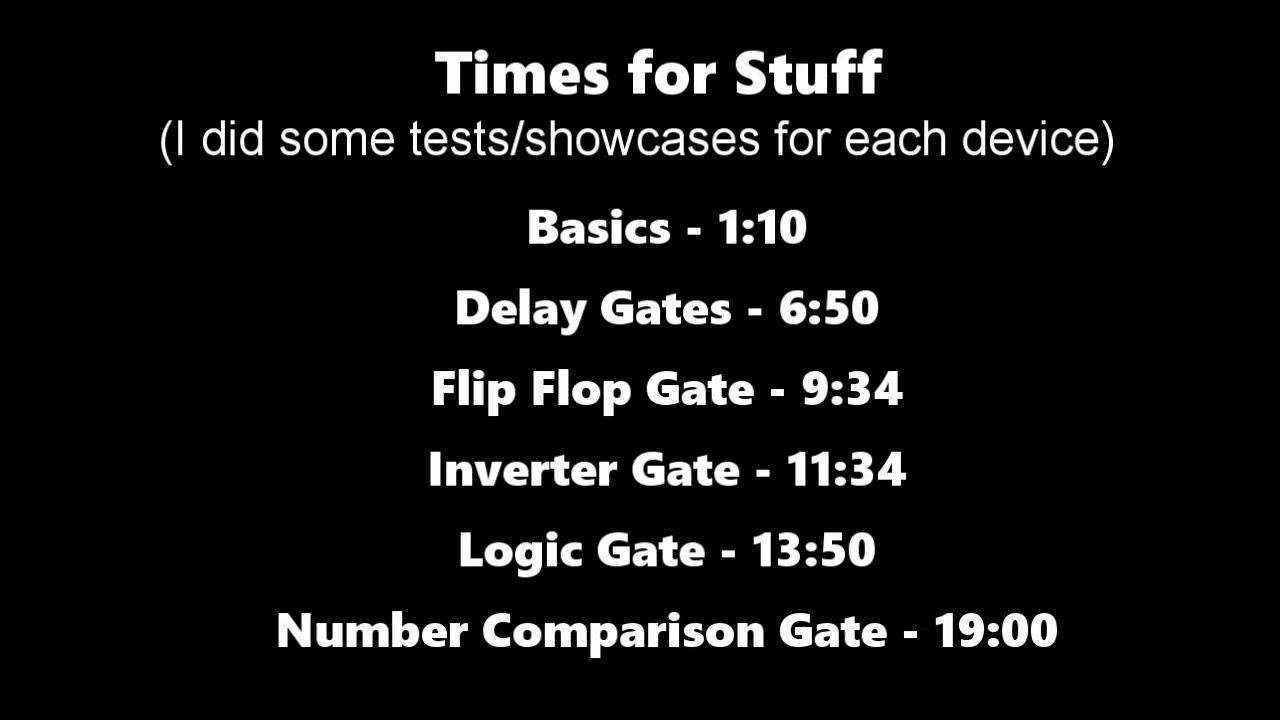 Times for Stuff
(I did some tests/showcases for each device)
Basics - 1:10
Delay Gates - 6:50
Flip Flop Gate - 9:34
Inverter Gate - 11:34
Logic Gate - 13:50
Number Comparison Gate - 19:00